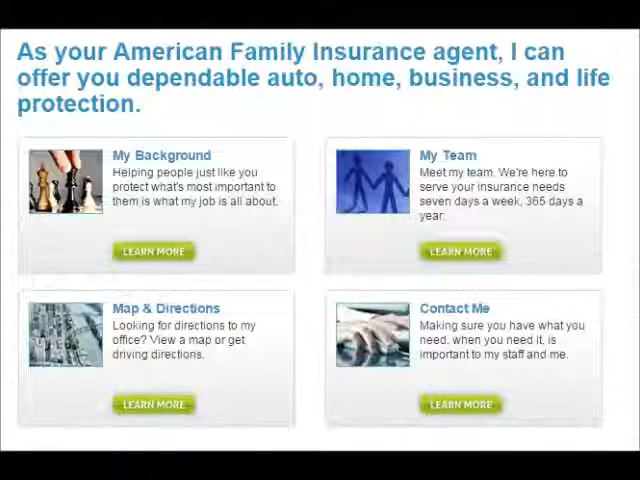 As your American Family Insurance agent, I can
offer you dependable auto, home, business, and life
protection.
My Background
Helping people just like you
protect what's most important to
them is what my job is all about.
LEARN MORE
My Team
Meet my team. We're here to
serve your insurance needs
seven days a week, 365 days a
year.
LEARN MORE
Map & Directions
Looking for directions to my
office? View a map or get
driving directions.
LEARN MORE
Contact Me
Making sure you have what you
need, when you need it, is
important to my staff and me.
LEARN MORE